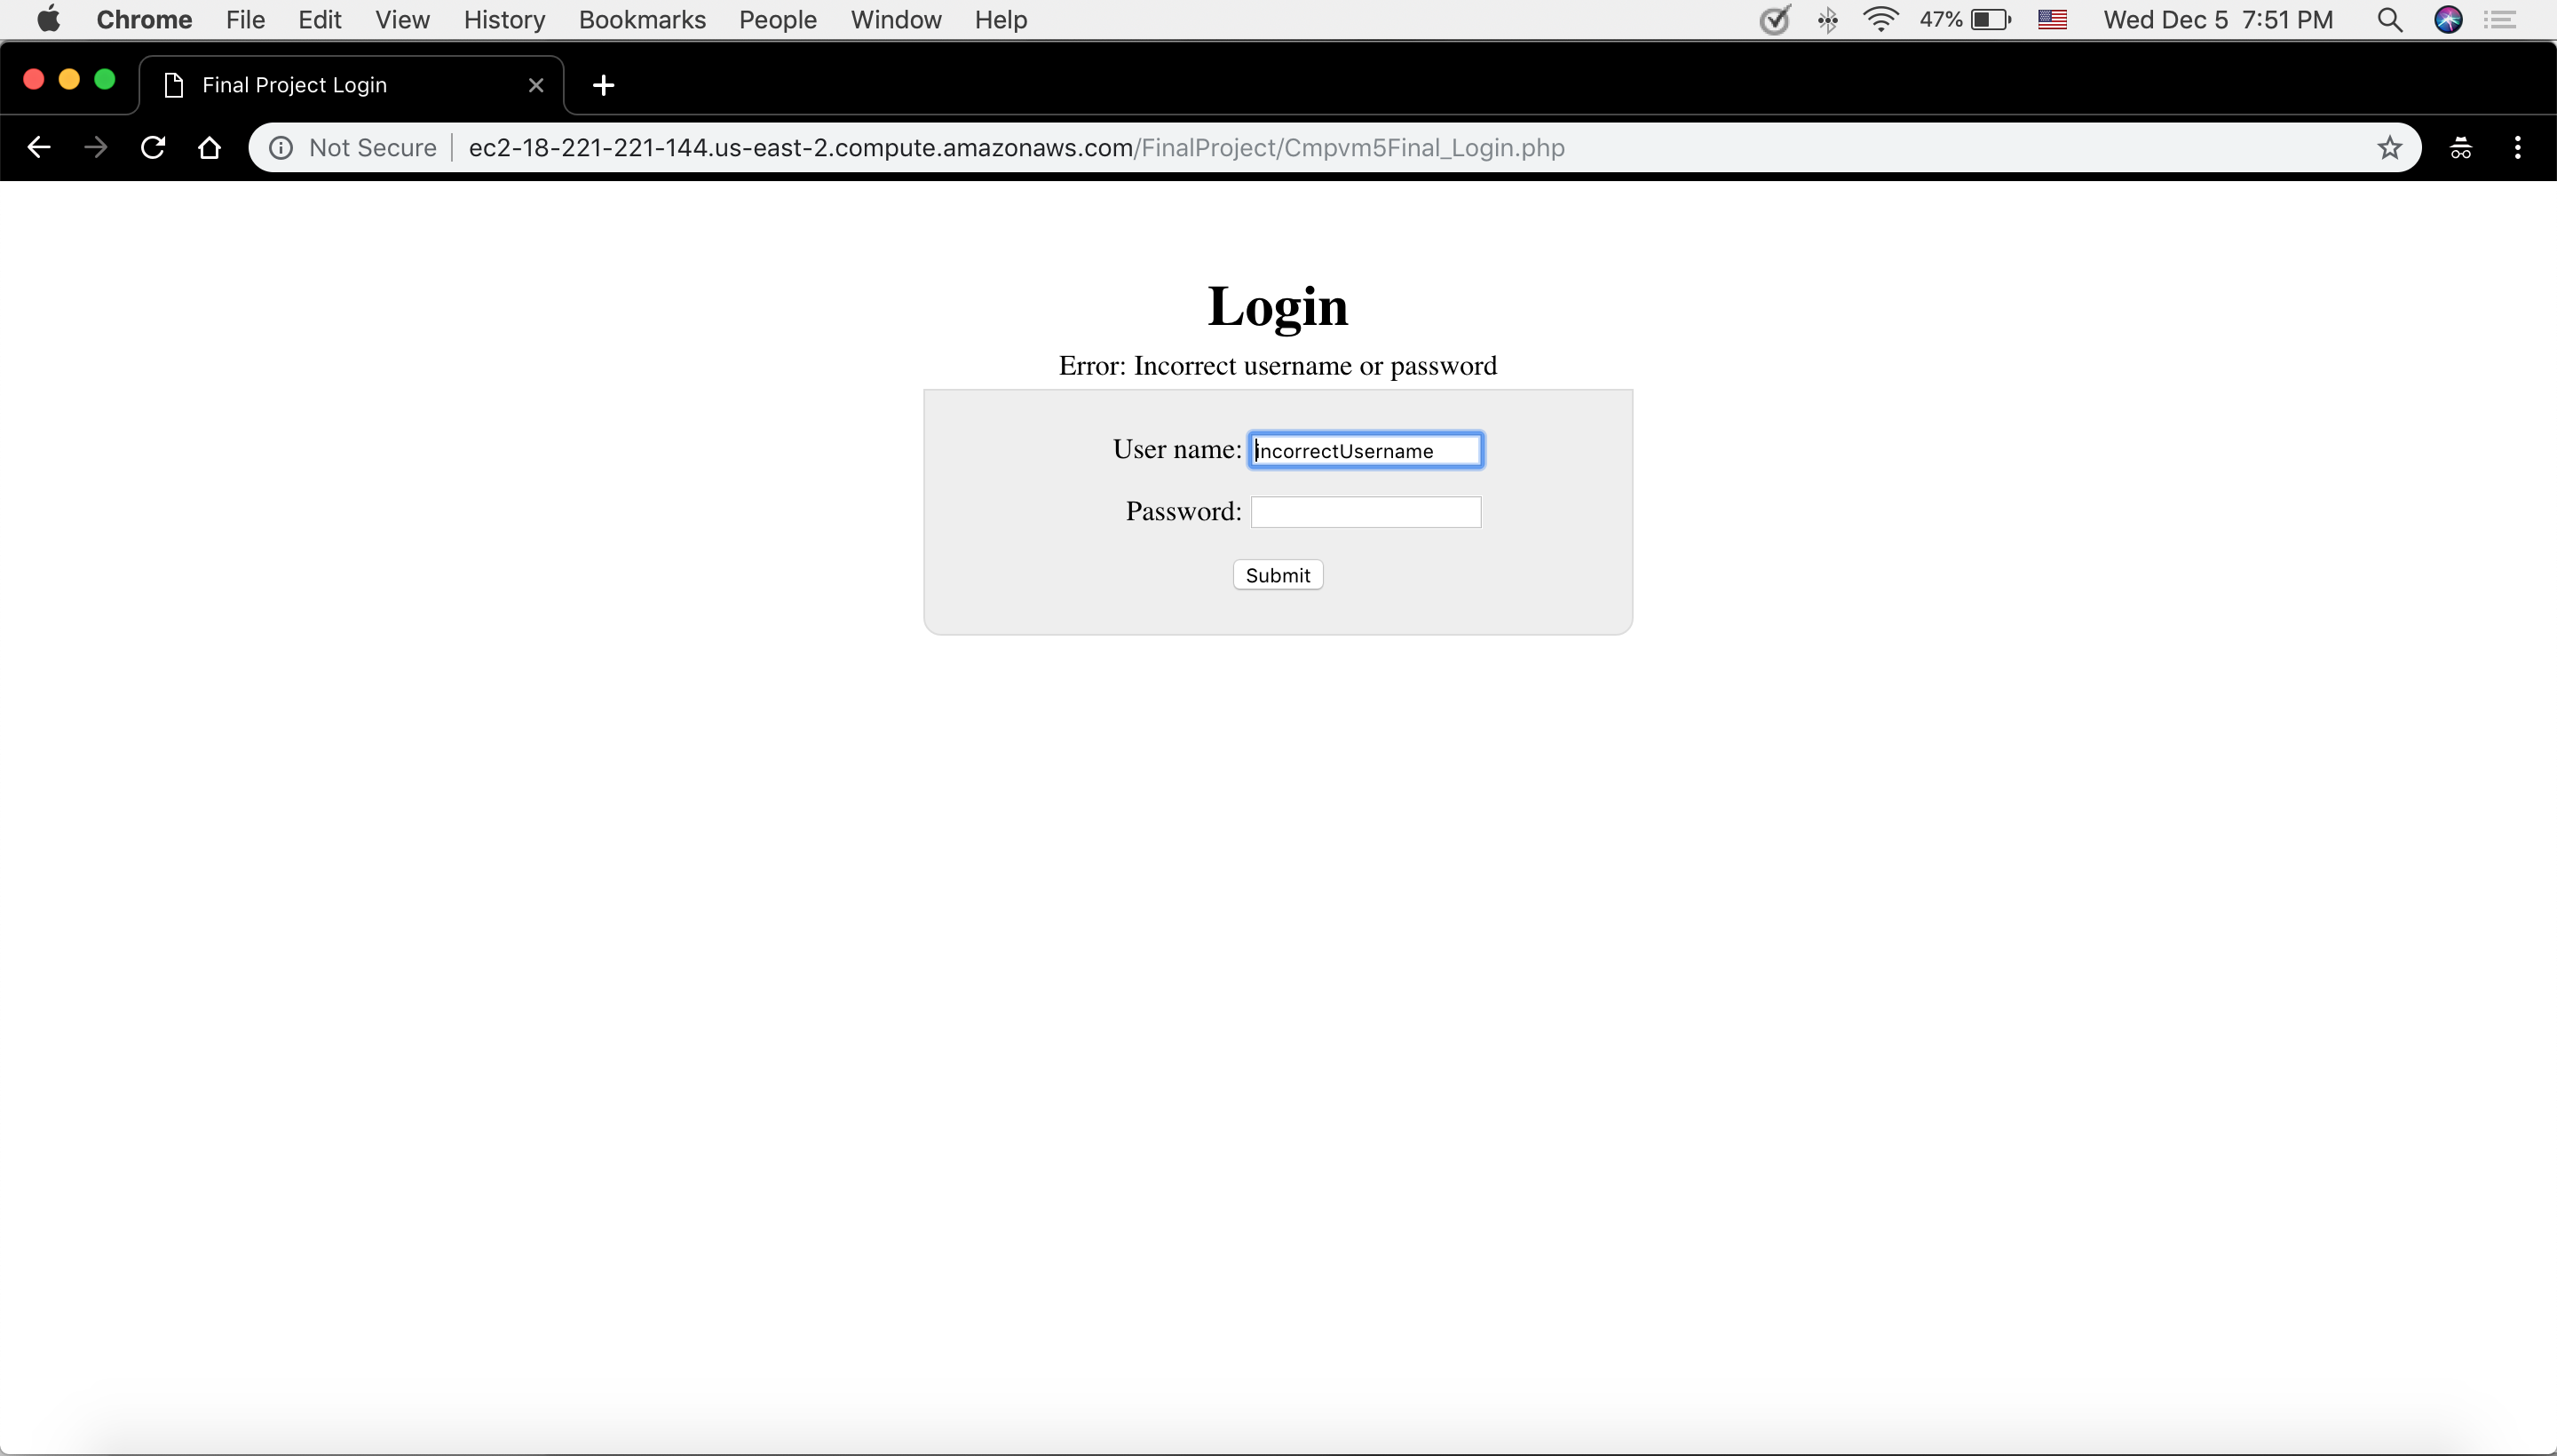 Chrome File Edit View History Bookmarks People Window Help 47% Wed Dec 5 7:51 PM
Final Project Login
Not Secure ec2-18-221-221-144.us-east-2.compute.amazonaws.com/FinalProject/Cmpvm5Final_Login.php
Login
Error: Incorrect username or password
User name: incorrectUsername
Password:
Submit